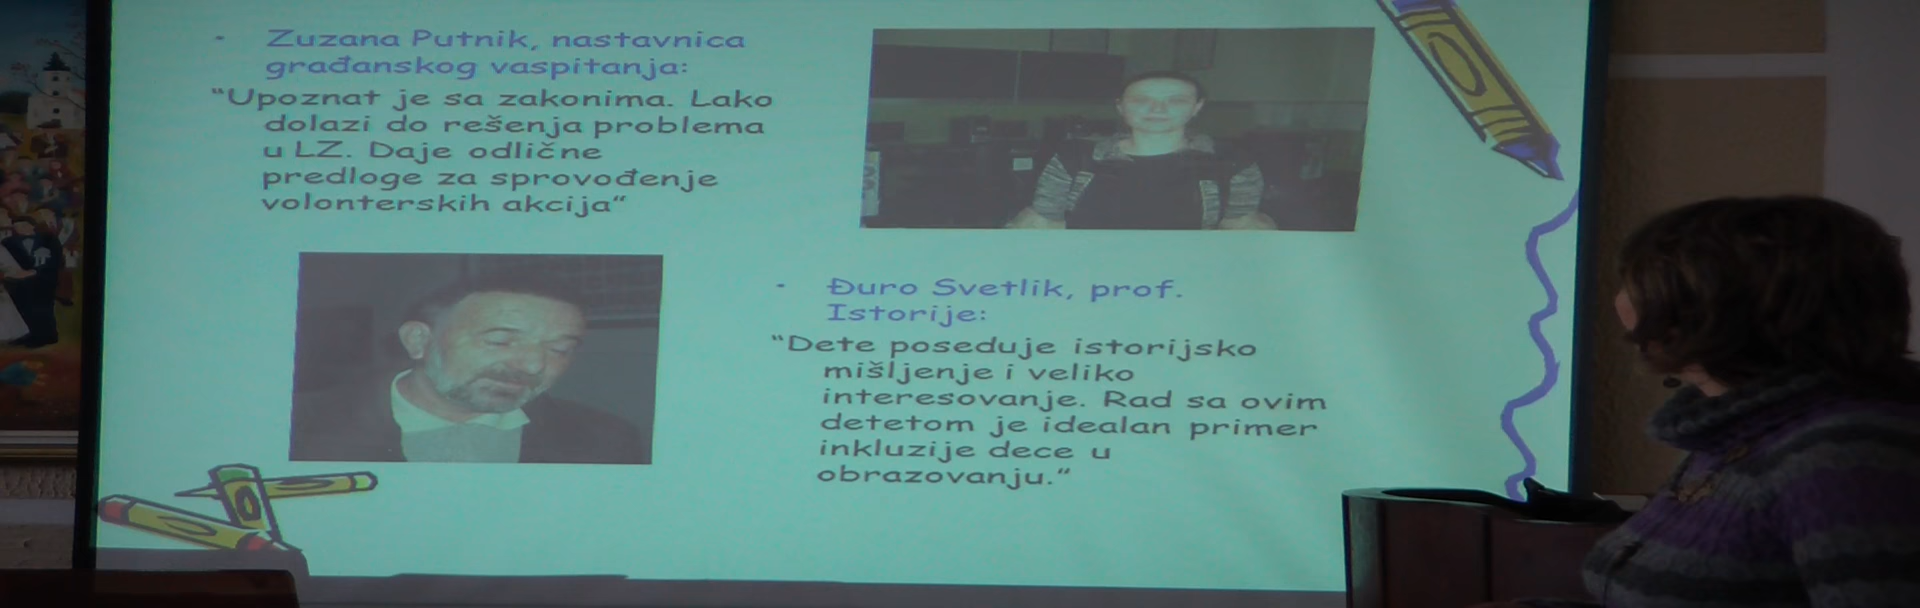 Zuzana Putnik, nastavnica
građanskog vaspitanja:
“Upoznat je sa zakonima. Lako
dolazi do rešenja problema
u LZ. Daje odlične
predloge za sprovođenje
volonterskih akcija“
Đuro Svetlik, prof.
Istorije:
“Dete poseduje istorijsko
mišljenje i veliko
interesovanje. Rad sa ovim
detetom je idealan primer
inkluzije dece u
obrazovanju.“